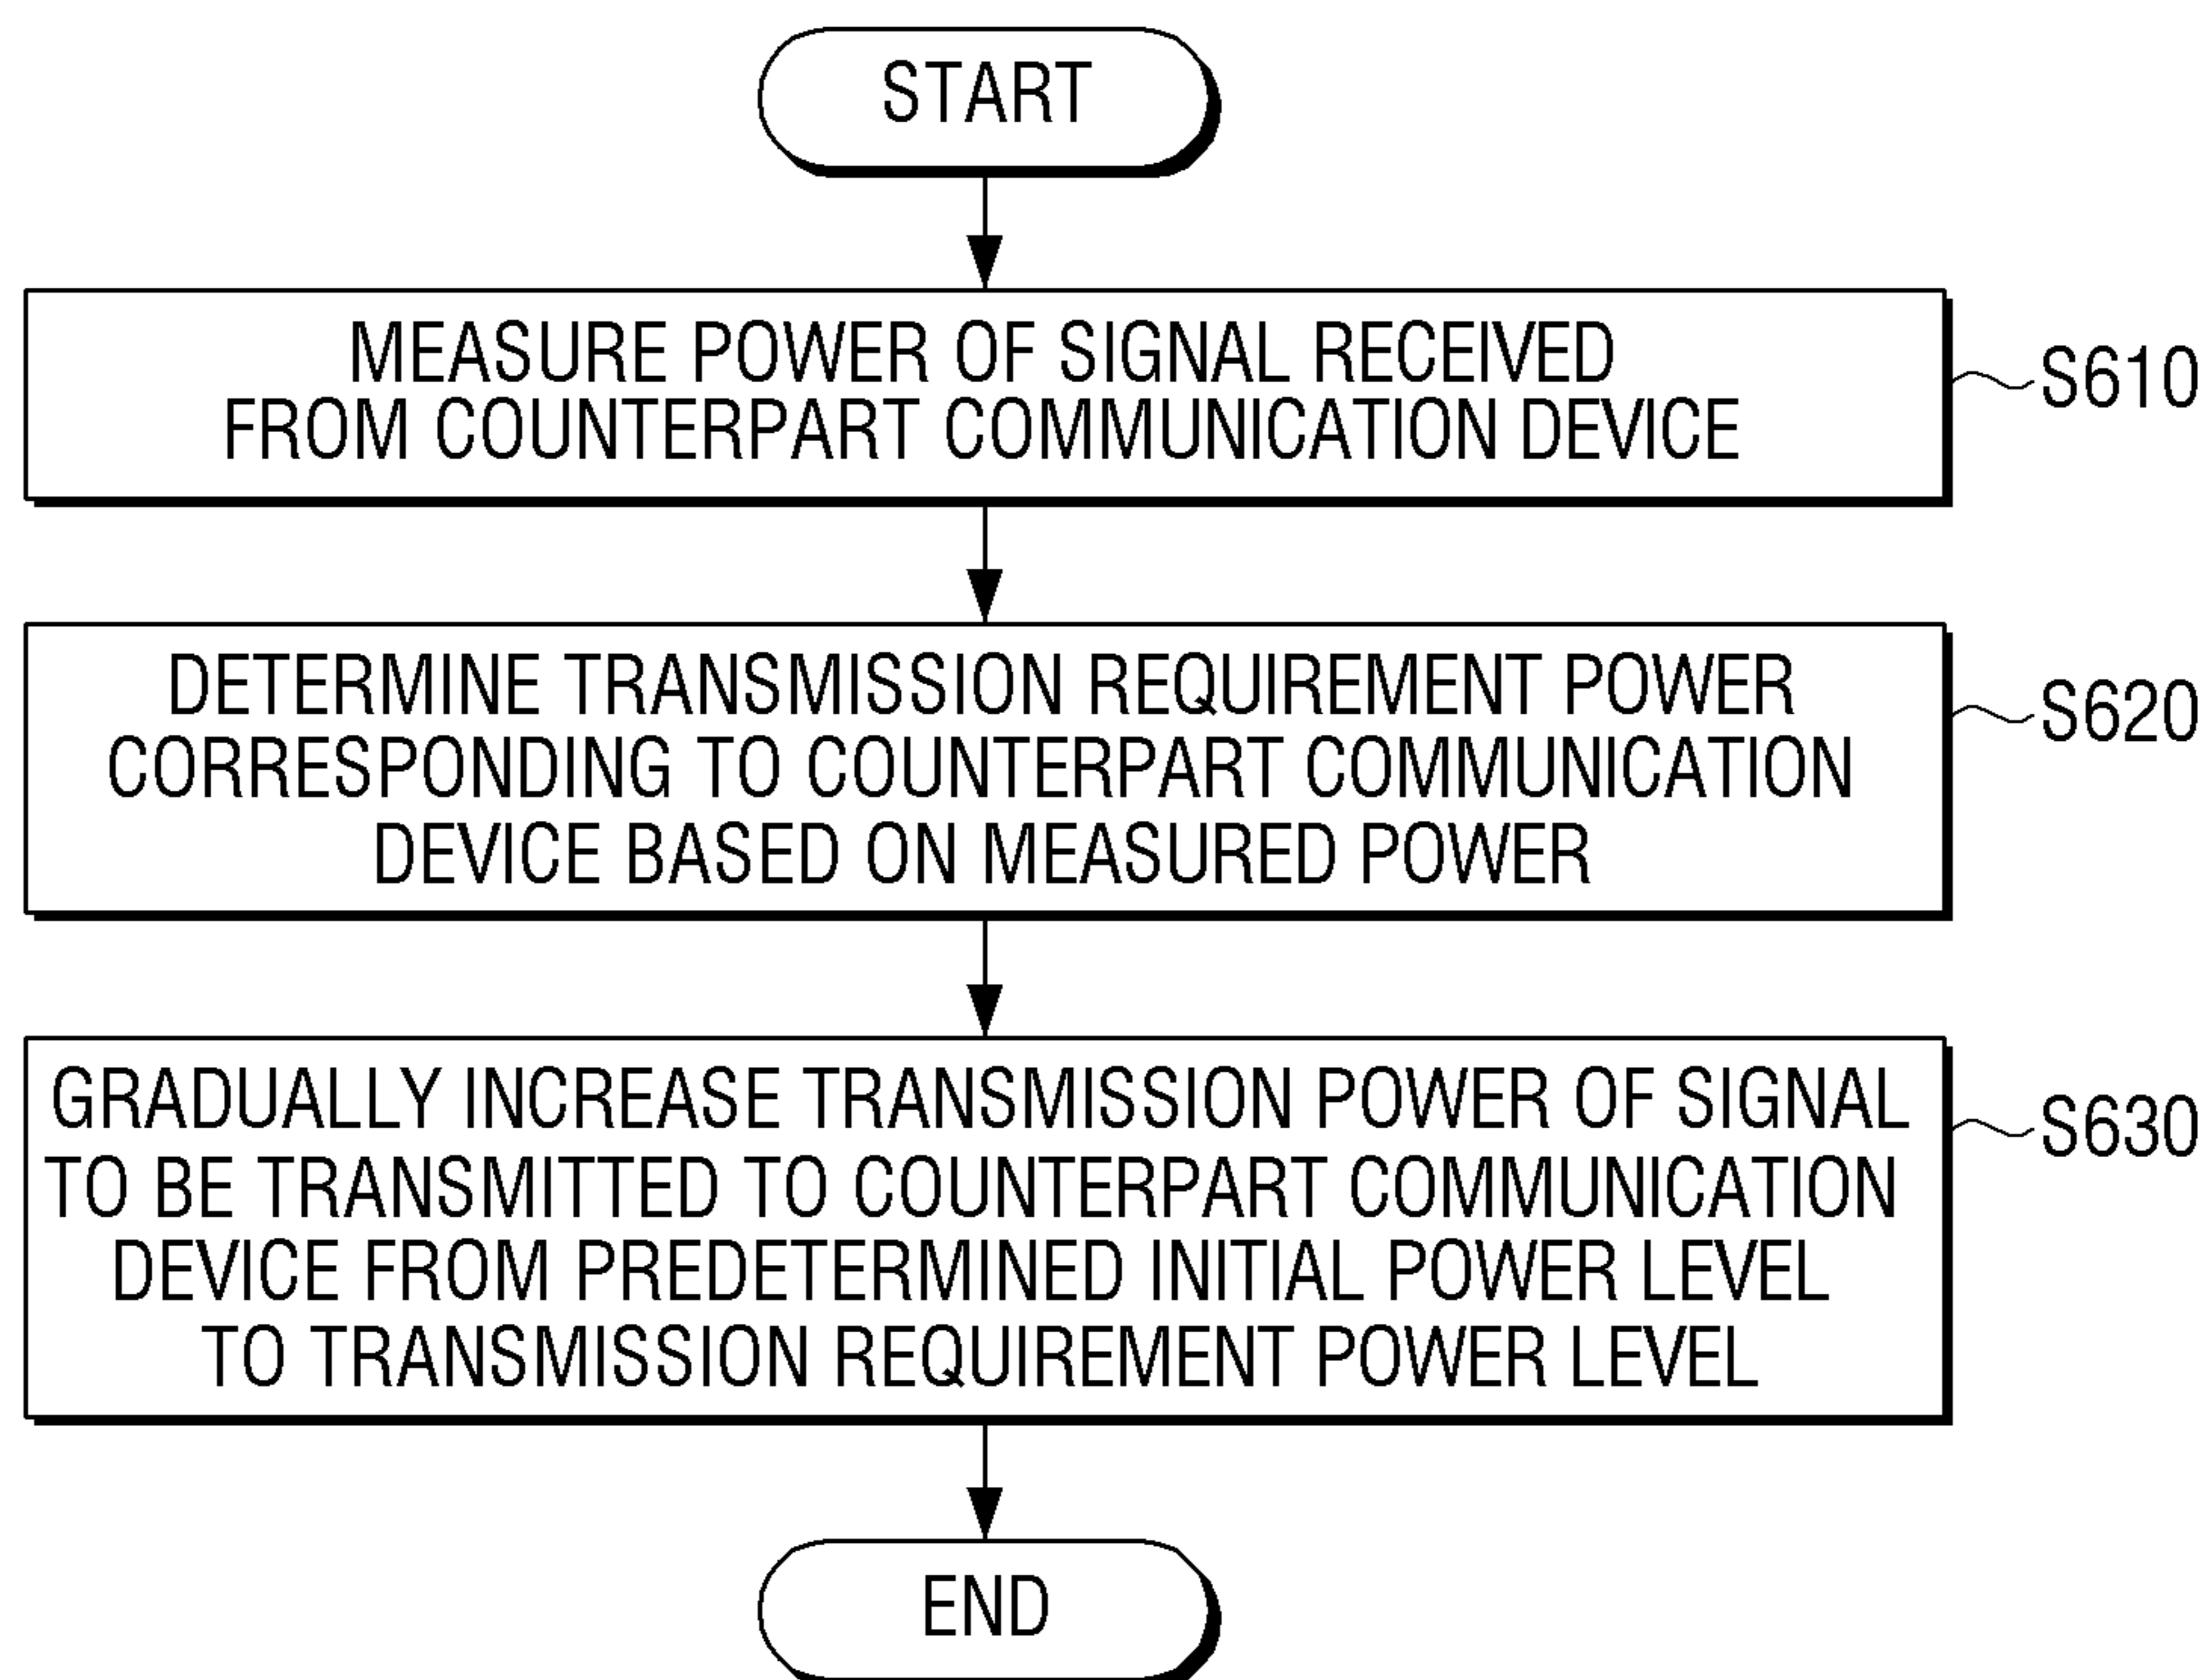 START
MEASURE POWER OF SIGNAL RECEIVED
FROM COUNTERPART COMMUNICATION DEVICE
S610
DETERMINE TRANSMISSION REQUIREMENT POWER
CORRESPONDING TO COUNTERPART COMMUNICATION
DEVICE BASED ON MEASURED POWER
S620
GRADUALLY INCREASE TRANSMISSION POWER OF SIGNAL
TO BE TRANSMITTED TO COUNTERPART COMMUNICATION
DEVICE FROM PREDETERMINED INITIAL POWER LEVEL
TO TRANSMISSION REQUIREMENT POWER LEVEL
S630
END